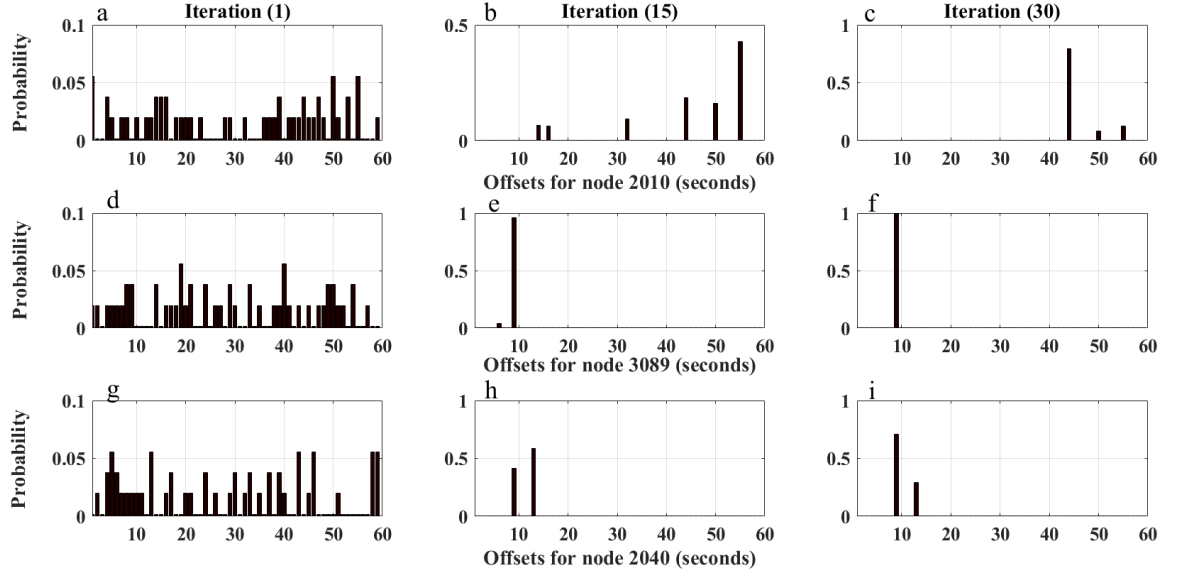 a Iteration (1) b Iteration (15) c Iteration (30)
0.1 0.5 1
Probability
0.05 0.5
0 0 0
10 20 30 40 50 60 10 20 30 40 50 60 10 20 30 40 50 60
Offsets for node 2010 (seconds)
d e f
0.1 1 1
Probability
0.05 0.5 0.5
0 0 0
10 20 30 40 50 60 10 20 30 40 50 60 10 20 30 40 50 60
Offsets for node 3089 (seconds)
g h i
0.1 1 1
Probability
0.05 0.5 0.5
0 0 0
10 20 30 40 50 60 10 20 30 40 50 60 10 20 30 40 50 60
Offsets for node 2040 (seconds)